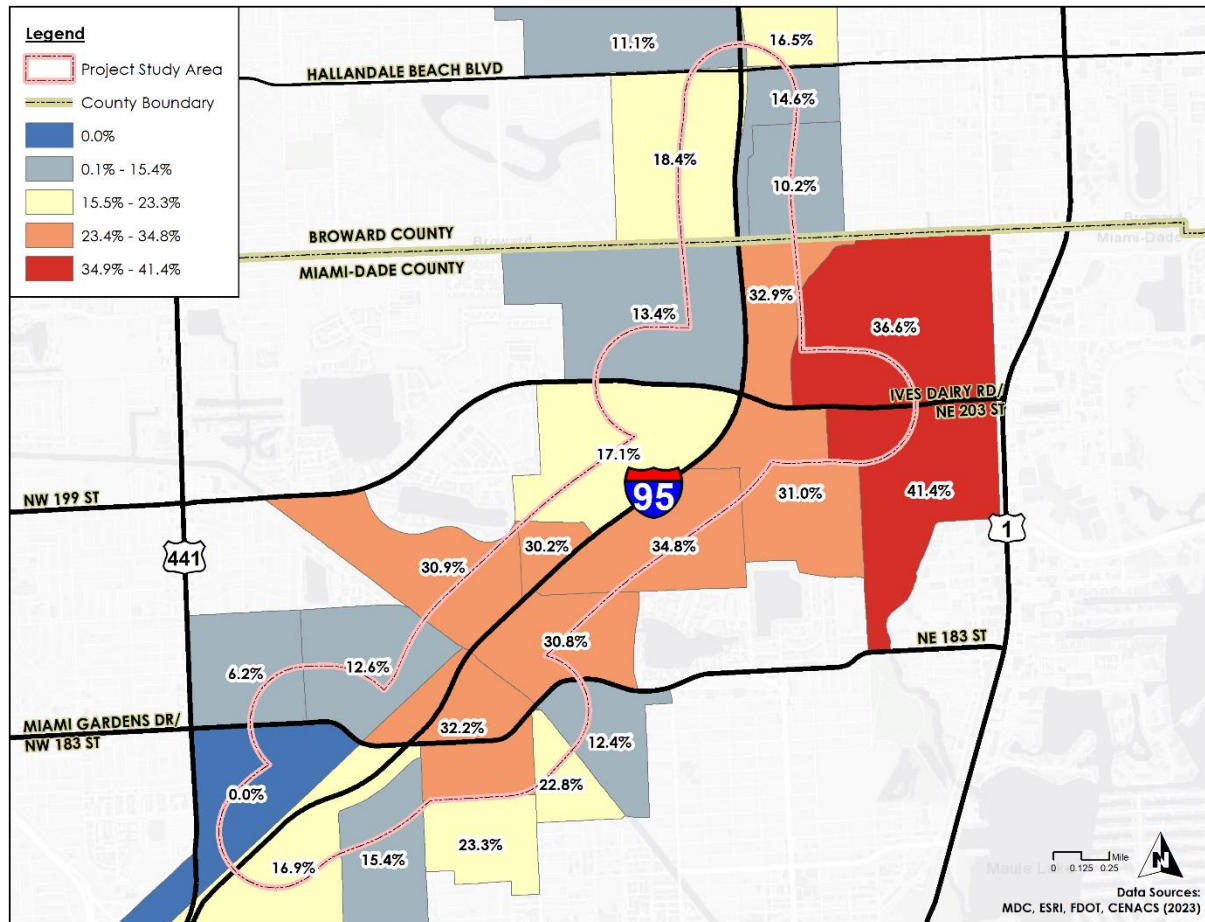 Legend
Project Study Area
County Boundary
0.0%
0.1% - 15.4%
15.5% - 23.3%
23.4% - 34.8%
34.9% - 41.4%
11.1%
16.5%
HALLANDALE BEACH BLVD
14.6%
18.4%
10.2%
BROWARD COUNTY
Broward
Broward
MIAMI-DADE COUNTY
Miami-Dade
32.9%
13.4%
36.6%
IVES DAIRY RD/
NE 203 ST
17.1%
95
NW 199 ST
31.0%
41.4%
1
441
30.2%
34.8%
30.9%
30.8%
NE 183 ST
6.2%
12.6%
MIAMI GARDENS DR/
NW 183 ST
32.2%
12.4%
0.0%
22.8%
23.3%
15.4%
16.9%
Mile
0 0.125 0.25
N
Maule Lake
Data Sources:
MDC, ESRI, FDOT, CENACS (2023)